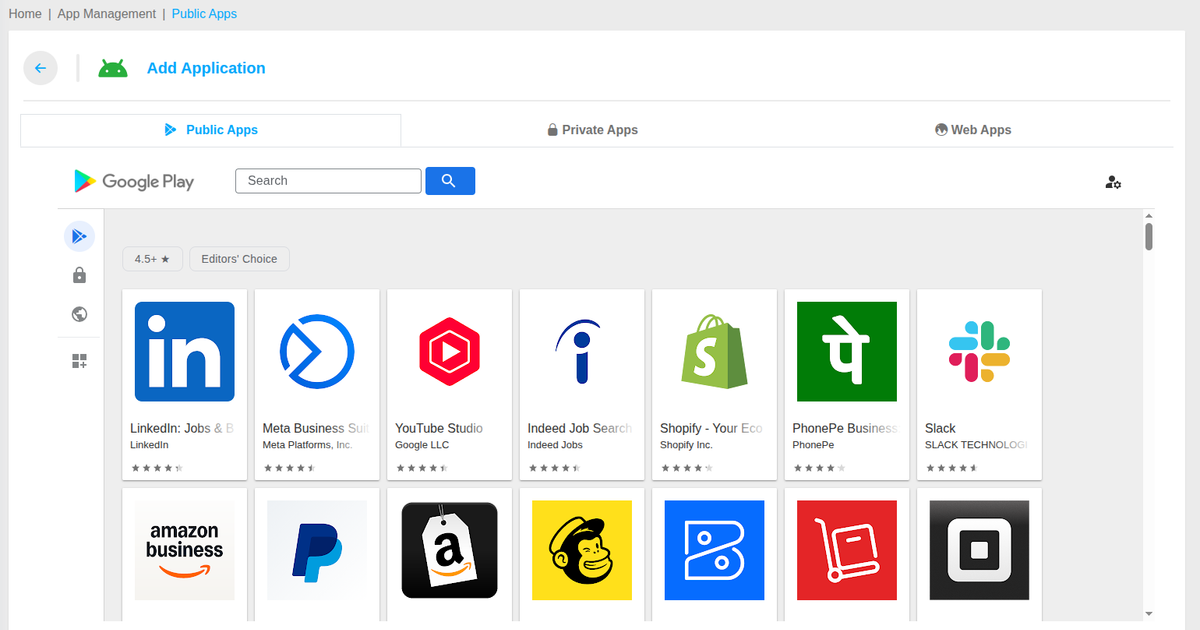 Home | App Management | Public Apps
Add Application
Public Apps
Private Apps
Web Apps
Google Play
Search
4.5+ ★
Editors' Choice
in
S
पे
LinkedIn: Jobs & B
LinkedIn
Meta Business Suit
Meta Platforms, Inc.
YouTube Studio
Google LLC
Indeed Job Search
Indeed Jobs
Shopify - Your Eco
Shopify Inc.
PhonePe Business
PhonePe
Slack
SLACK TECHNOLOGI
amazon
business
a